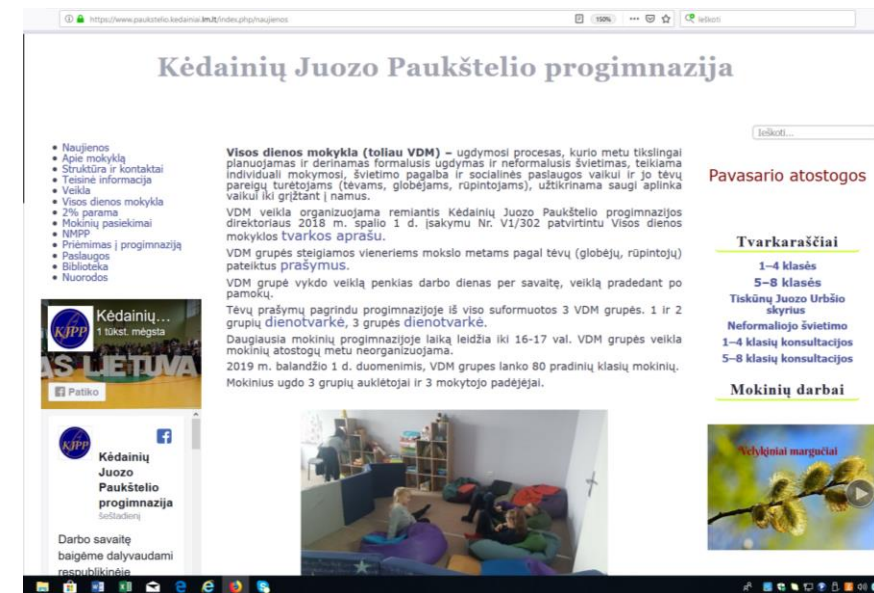 https://www.paukstelio.kedainiai.lm.lt/index.php/naujienos
150%
ieškoti
Kėdainių Juozo Paukštelio progimnazija
Naujienos
Apie mokyklą
Struktūra ir kontaktai
Teisinė informacija
Veikla
Visos dienos mokykla
2% parama
Mokinių pasiekimai
NMPP
Priėmimas į progimnaziją
Paslaugos
Biblioteka
Nuorodos
Kėdainių...
1 tūkst. mėgsta
KJPP
AS LIETUVA
Patiko
KJPP
Kėdainių
Juozo
Paukštelio
progimnazija
šeštadienį
Darbo savaitę
baigėme dalyvaudami
respublikinėje
Visos dienos mokykla (toliau VDM) – ugdymosi procesas, kurio metu tikslingai
planuojamas ir derinamas formalusis ugdymas ir neformalusis švietimas, teikiama
individuali mokymosi, švietimo pagalba ir socialinės paslaugos vaikui ir jo tėvų
pareigų turėtojams (tėvams, globėjams, rūpintojams), užtikrinama saugi aplinka
vaikui iki grįžtant į namus.
VDM veikla organizuojama remiantis Kėdainių Juozo Paukštelio progimnazijos
direktoriaus 2018 m. spalio 1 d. įsakymu Nr. V1/302 patvirtintu Visos dienos
mokyklos tvarkos aprašu.
VDM grupės steigiamos vieneriems mokslo metams pagal tėvų (globėjų, rūpintojų)
pateiktus prašymus.
VDM grupė vykdo veiklą penkias darbo dienas per savaitę, veiklą pradedant po
pamokų.
Tėvų prašymų pagrindu progimnazijoje iš viso suformuotos 3 VDM grupės. 1 ir 2
grupių dienotvarkė, 3 grupės dienotvarkė.
Daugiausia mokinių progimnazijoje laiką leidžia iki 16-17 val. VDM grupės veikla
mokinių atostogų metu neorganizuojama.
2019 m. balandžio 1 d. duomenimis, VDM grupes lanko 80 pradinių klasių mokinių.
Mokinius ugdo 3 grupių auklėtojai ir 3 mokytojo padėjėjai.
Ieškoti...
Pavasario atostogos
Tvarkaraščiai
1–4 klasės
5–8 klasės
Tiskūnų Juozo Urbšio
skyrius
Neformaliojo švietimo
1–4 klasių konsultacijos
5–8 klasių konsultacijos
Mokinių darbai
Velykiniai margučiai